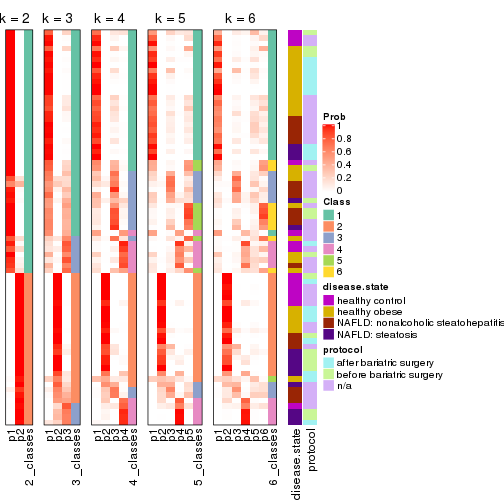 k = 2 k = 3 k = 4 k = 5 k = 6
Prob
1
0.8
0.6
0.4
0.2
0
Class
1
2
3
4
5
6
disease.state
healthy control
healthy obese
NAFLD: nonalcoholic steatohepatitis
NAFLD: steatosis
protocol
after bariatric surgery
before bariatric surgery
n/a
p1 p2 2_classes p1 p2 p3 3_classes p1 p2 p3 p4 4_classes p1 p2 p3 p4 p5 5_classes p1 p2 p3 p4 p5 p6 6_classes disease.state protocol